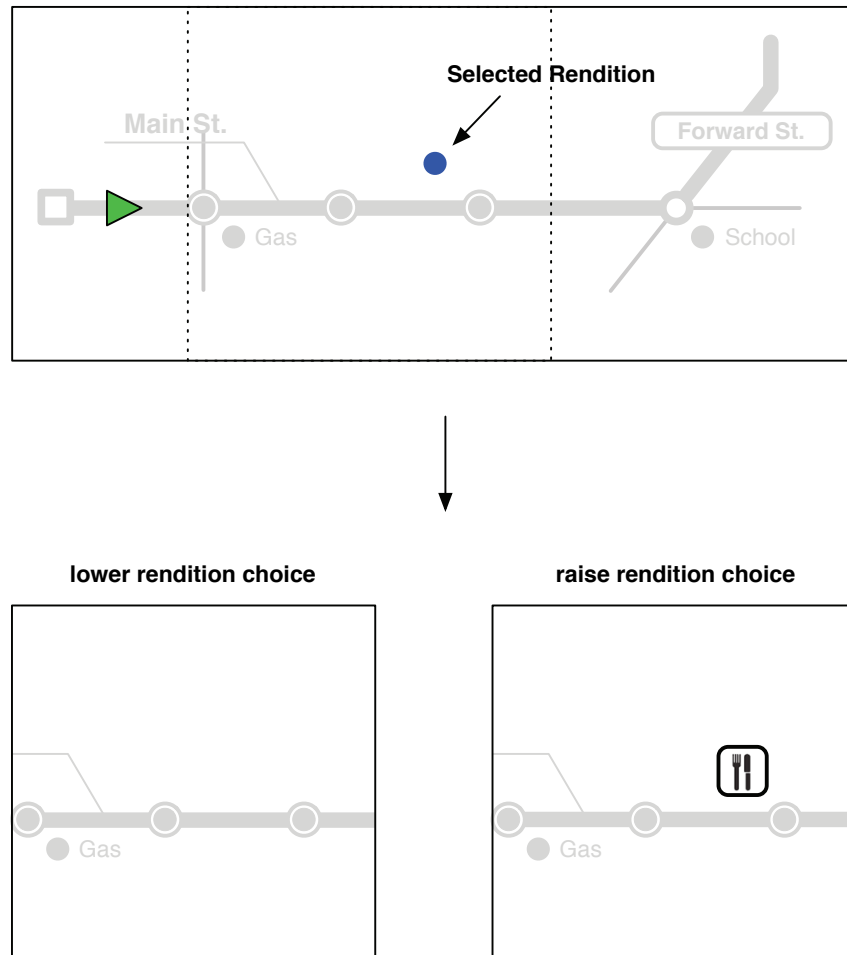 Selected Rendition
Main St.
Forward St.
Gas
School
lower rendition choice
raise rendition choice
Gas
Gas